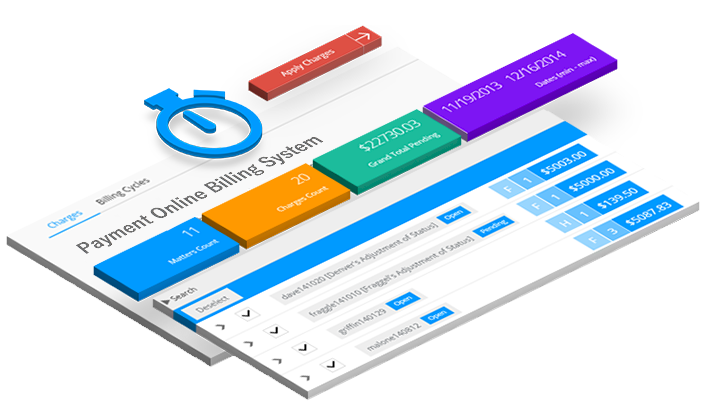 Apply Charges
Charges
Billing Cycles
Payment Online Billing System
11
Matters Count
20
Charges Count
$22730.03
Grand Total Pending
11/19/2013 12/16/2014
Dates (min - max)
Search
Deselect
dave141020 [Denver's Adjustment of Status] Open F 1 $5003.00
fraggle141010 [Fraggel's Adjustment of Status] Pending F 1 $5000.00
griffin140129 Open H 1 $139.50
malone140812 Open F 3 $5087.83